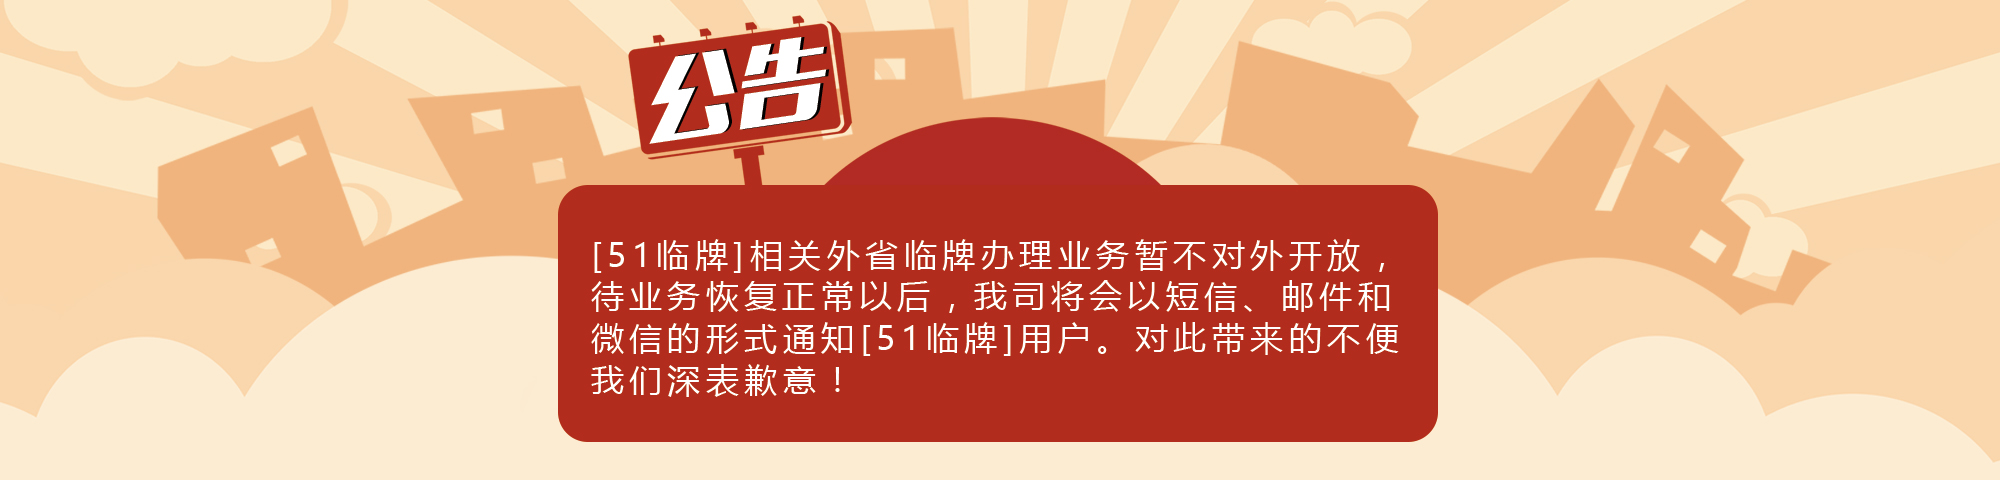 公告
[51临牌]相关外省临牌办理业务暂不对外开放，
待业务恢复正常以后，我司将会以短信、邮件和
微信的形式通知[51临牌]用户。对此带来的不便
我们深表歉意！